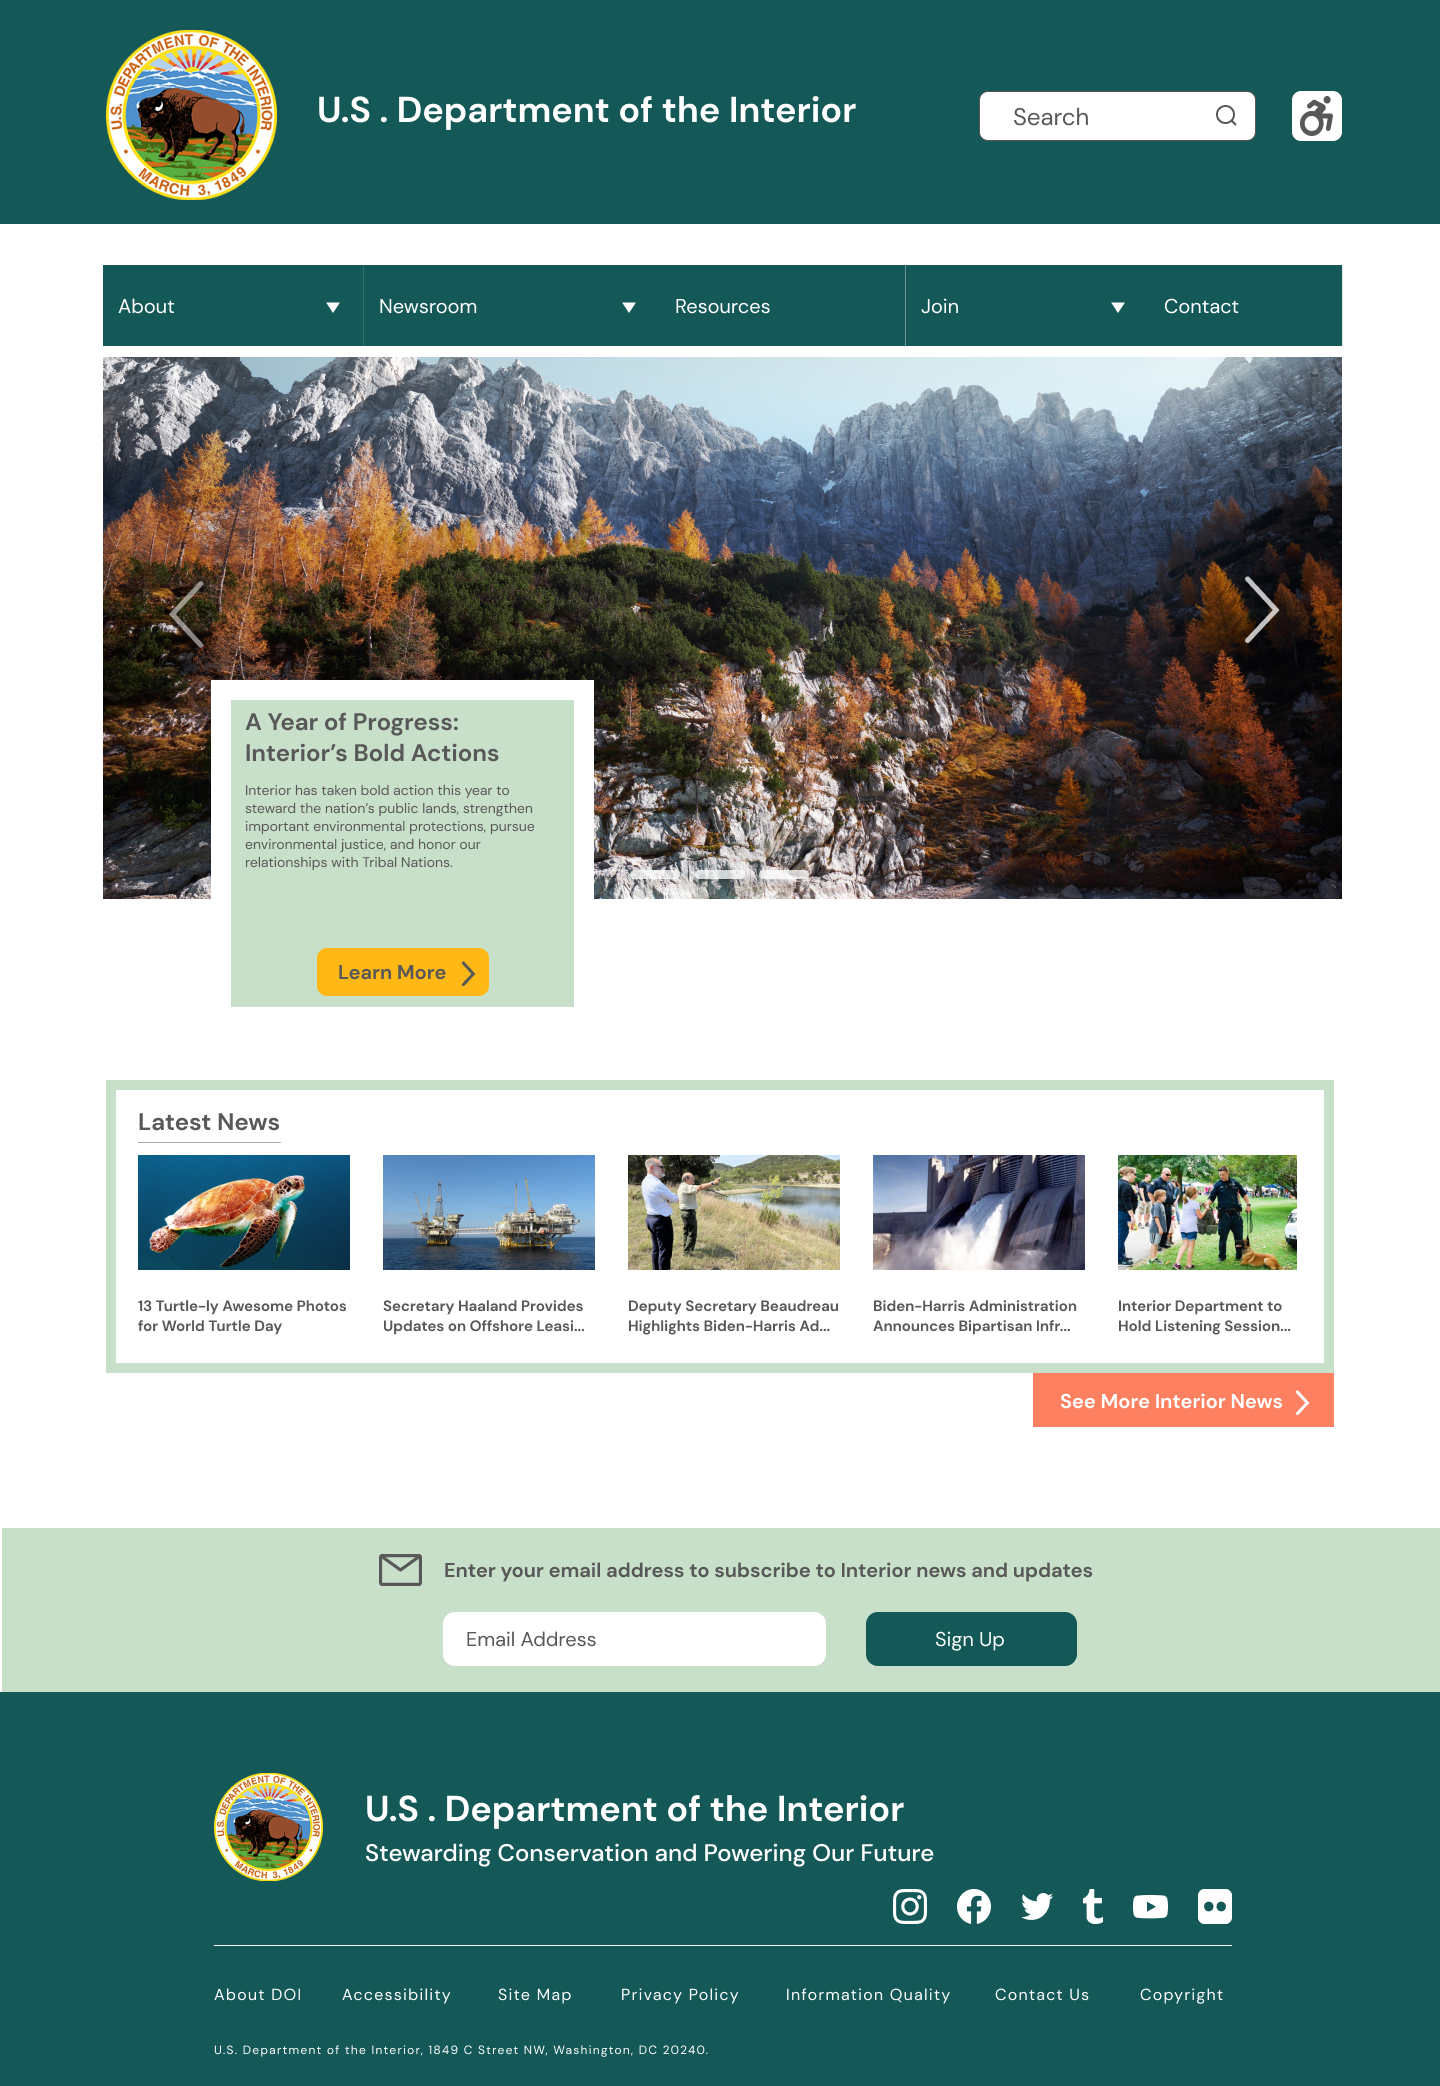 U.S. DEPARTMENT OF THE INTERIOR
MARCH 3, 1849
U.S . Department of the Interior
Search
About
Newsroom
Resources
Join
Contact
A Year of Progress:
Interior’s Bold Actions
Interior has taken bold action this year to
steward the nation’s public lands, strengthen
important environmental protections, pursue
environmental justice, and honor our
relationships with Tribal Nations.
Learn More
Latest News
13 Turtle-ly Awesome Photos
for World Turtle Day
Secretary Haaland Provides
Updates on Offshore Leasi...
Deputy Secretary Beaudreau
Highlights Biden-Harris Ad...
Biden-Harris Administration
Announces Bipartisan Infr...
Interior Department to
Hold Listening Session...
See More Interior News
Enter your email address to subscribe to Interior news and updates
Email Address
Sign Up
U.S. DEPARTMENT OF THE INTERIOR
MARCH 3, 1849
U.S . Department of the Interior
Stewarding Conservation and Powering Our Future
About DOI
Accessibility
Site Map
Privacy Policy
Information Quality
Contact Us
Copyright
U.S. Department of the Interior, 1849 C Street NW, Washington, DC 20240.